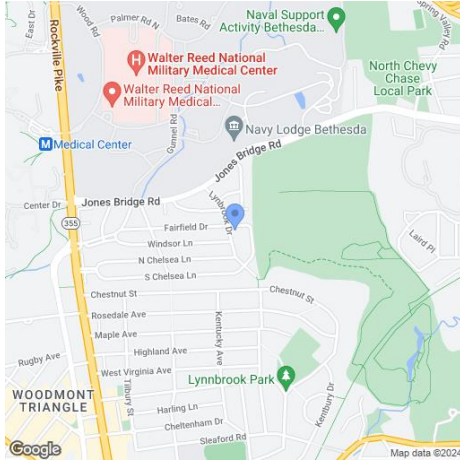 Wood Rd
Palmer Rd N
Bates Rd
East Dr
Rockville Pike
Naval Support
Activity Bethesda...
Spring Valley Rd
Walter Reed National
Military Medical Center
H
Walter Reed National
Military Medical...
North Chevy
Chase
Local Park
Gunnel Rd
Navy Lodge Bethesda
M Medical Center
Jones Bridge Rd
Center Dr
Jones Bridge Rd
Lynbrook Dr
355
Fairfield Dr
Windsor Ln
Laird Pl
N Chelsea Ln
S Chelsea Ln
Chestnut St
Chestnut St
Rosedale Ave
Maple Ave
Kentucky Ave
Rugby Ave
Highland Ave
West Virginia Ave
Lynnbrook Park
Tilbury St
Kentbury Dr
WOODMONT
TRIANGLE
Harling Ln
Cheltenham Dr
Sleaford Rd
Google
Map data ©2024